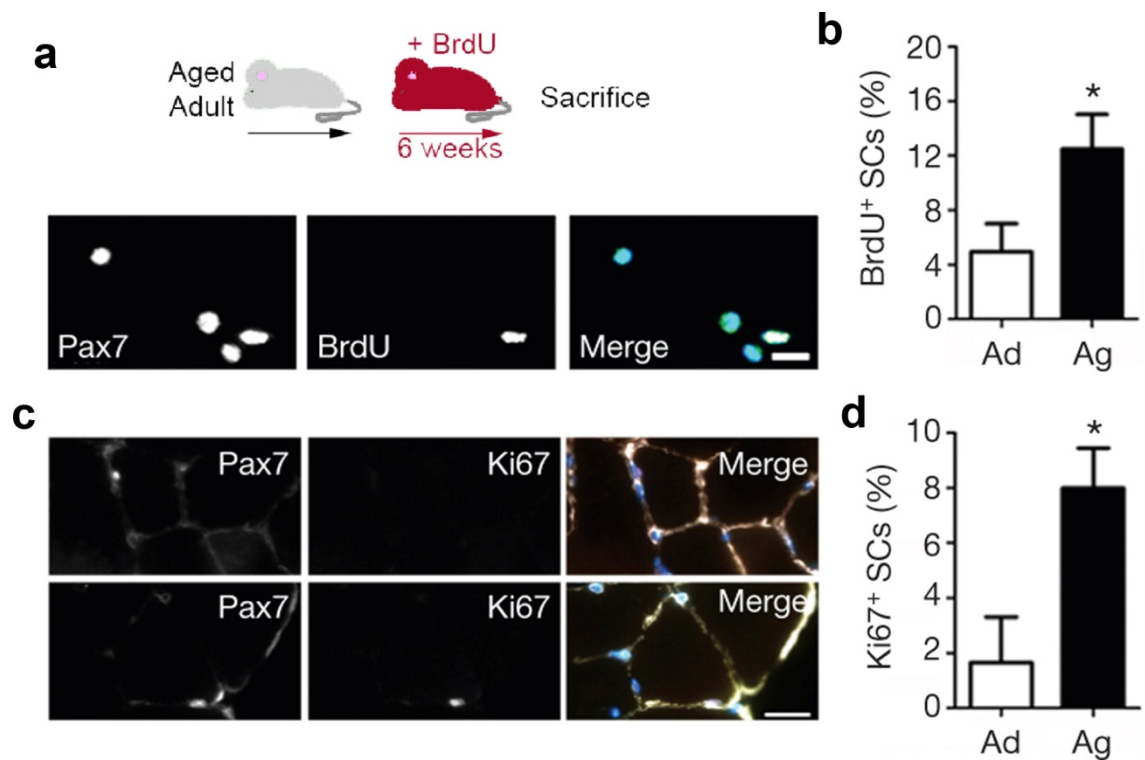 a
Aged
Adult
+ BrdU
6 weeks
Sacrifice
Pax7
BrdU
Merge
b
BrdU⁺ SCs (%)
20
16
12
8
4
0
*
Ad
Ag
c
Pax7
Ki67
Merge
Pax7
Ki67
Merge
d
Ki67⁺ SCs (%)
10
8
6
4
2
0
*
Ad
Ag